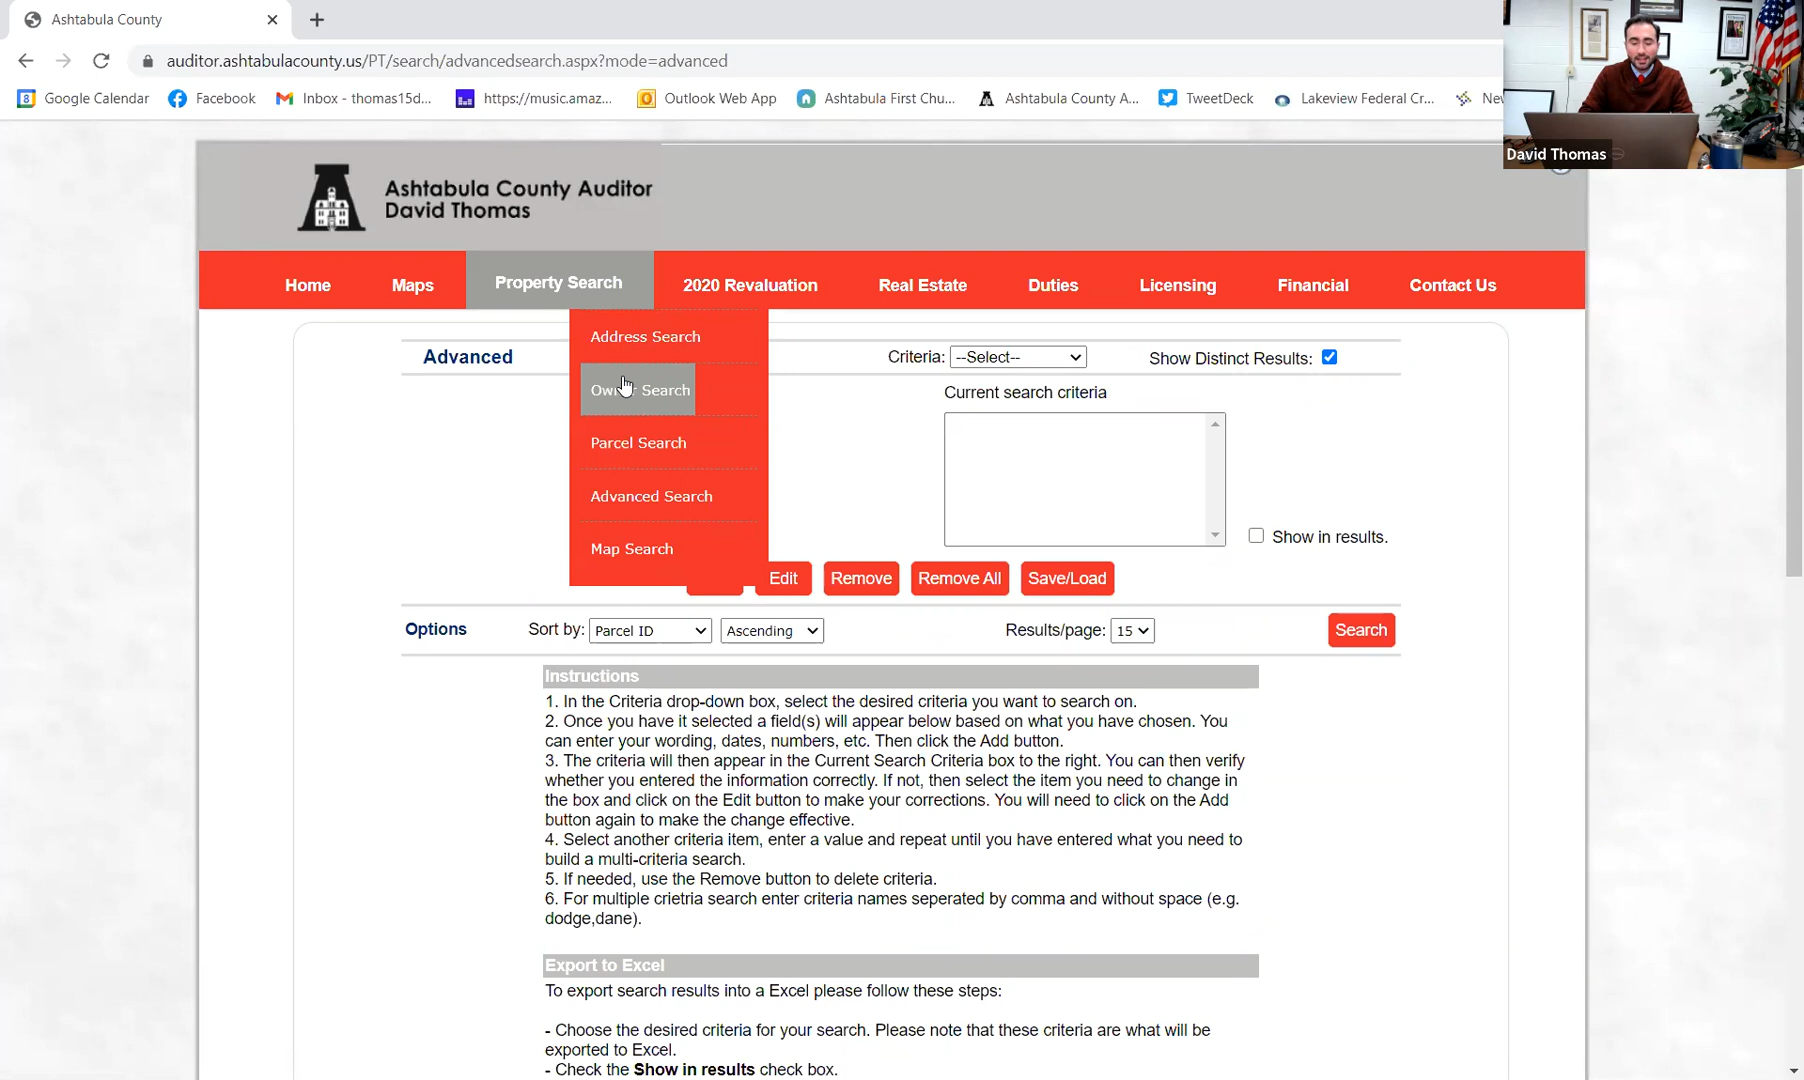 Ashtabula County
auditor.ashtabulacounty.us/PT/search/advancedsearch.aspx?mode=advanced
Google Calendar
Facebook
Inbox - thomas15d...
https://music.amaz...
Outlook Web App
Ashtabula First Chu...
Ashtabula County A...
TweetDeck
Lakeview Federal Cr...
David Thomas
Ashtabula County Auditor
David Thomas
Home
Maps
Property Search
2020 Revaluation
Real Estate
Duties
Licensing
Financial
Contact Us
Address Search
Owner Search
Parcel Search
Advanced Search
Map Search
Advanced
Criteria: --Select--
Show Distinct Results:
Current search criteria
Show in results.
Edit
Remove
Remove All
Save/Load
Options
Sort by: Parcel ID
Ascending
Results/page: 15
Search
Instructions
1. In the Criteria drop-down box, select the desired criteria you want to search on.
2. Once you have it selected a field(s) will appear below based on what you have chosen. You
can enter your wording, dates, numbers, etc. Then click the Add button.
3. The criteria will then appear in the Current Search Criteria box to the right. You can then verify
whether you entered the information correctly. If not, then select the item you need to change in
the box and click on the Edit button to make your corrections. You will need to click on the Add
button again to make the change effective.
4. Select another criteria item, enter a value and repeat until you have entered what you need to
build a multi-criteria search.
5. If needed, use the Remove button to delete criteria.
6. For multiple crietria search enter criteria names seperated by comma and without space (e.g.
dodge,dane).
Export to Excel
To export search results into a Excel please follow these steps:
- Choose the desired criteria for your search. Please note that these criteria are what will be
exported to Excel.
- Check the Show in results check box.